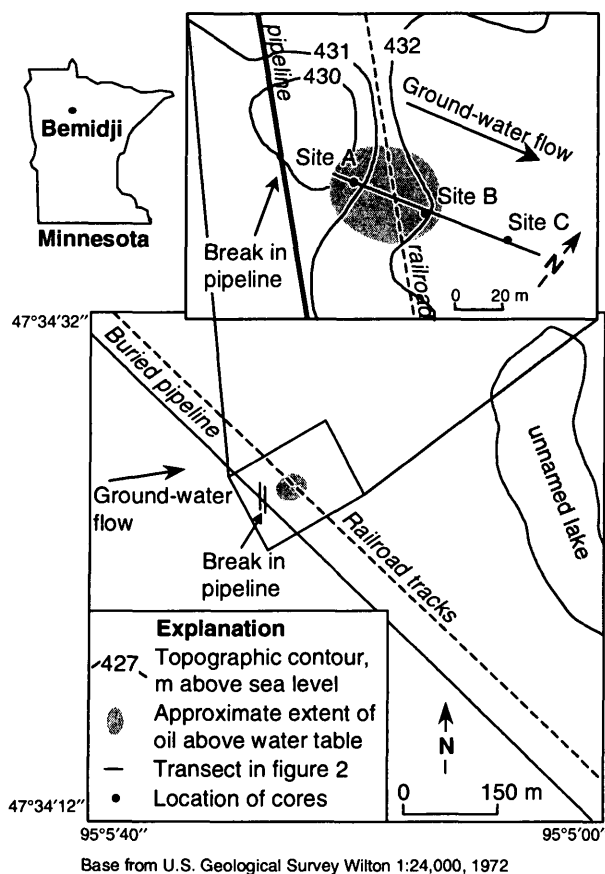 Bemidji
Minnesota
pipeline
431
432
430
Ground-water flow
Site A
Site B
Site C
Break in
pipeline
railroad
N
0 20 m
47°34′32″
Buried pipeline
Ground-water
flow
Break in
pipeline
Railroad tracks
unnamed lake
Explanation
427 Topographic contour,
m above sea level
Approximate extent of
oil above water table
Transect in figure 2
Location of cores
N
0 150 m
47°34′12″
95°5′40″ 95°5′00″
Base from U.S. Geological Survey Wilton 1:24,000, 1972